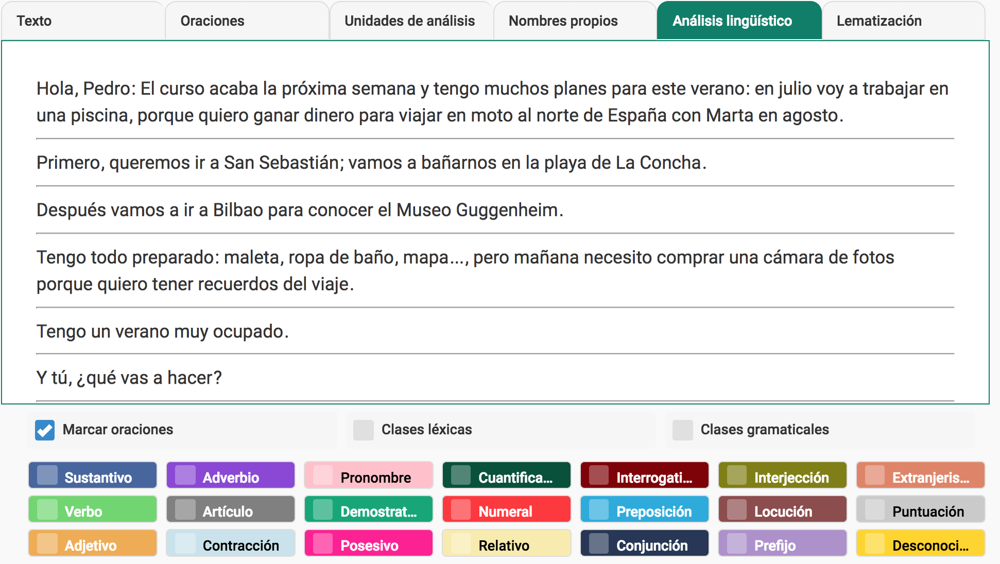 Texto Oraciones Unidades de análisis Nombres propios Análisis lingüístico Lematización
Hola, Pedro: El curso acaba la próxima semana y tengo muchos planes para este verano: en julio voy a trabajar en
una piscina, porque quiero ganar dinero para viajar en moto al norte de España con Marta en agosto.
Primero, queremos ir a San Sebastián; vamos a bañarnos en la playa de La Concha.
Después vamos a ir a Bilbao para conocer el Museo Guggenheim.
Tengo todo preparado: maleta, ropa de baño, mapa..., pero mañana necesito comprar una cámara de fotos
porque quiero tener recuerdos del viaje.
Tengo un verano muy ocupado.
Y tú, ¿qué vas a hacer?
Marcar oraciones Clases léxicas Clases gramaticales
Sustantivo Adverbio Pronombre Cuantifica... Interrogati... Interjección Extranjeris...
Verbo Artículo Demostrat... Numeral Preposición Locución Puntuación
Adjetivo Contracción Posesivo Relativo Conjunción Prefijo Desconoci...